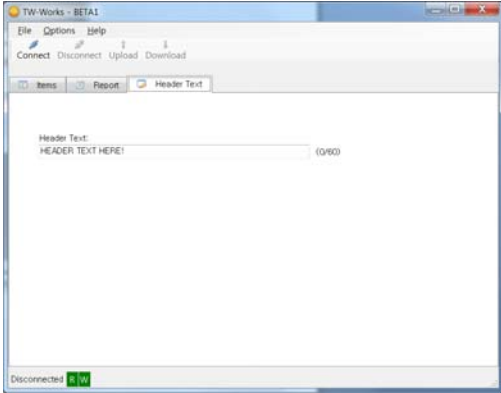 TW-Works - BETA1
File Options Help
Connect Disconnect Upload Download
Items Report Header Text
Header Text:
HEADER TEXT HERE! (0/60)
Disconnected R W